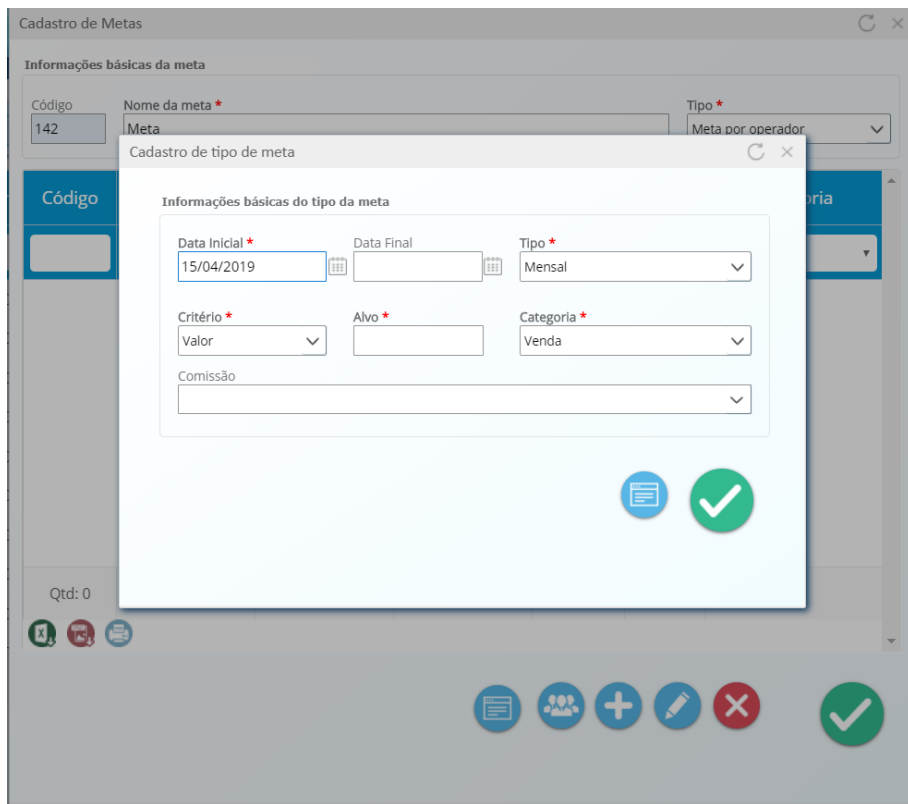 Cadastro de Metas
Informações básicas da meta
Código Nome da meta * Tipo *
142 Meta Meta por operador
Cadastro de tipo de meta
Código
Informações básicas do tipo da meta
Data Inicial * Data Final Tipo *
15/04/2019 Mensal
Critério * Alvo * Categoria *
Valor Venda
Comissão
Qtd: 0